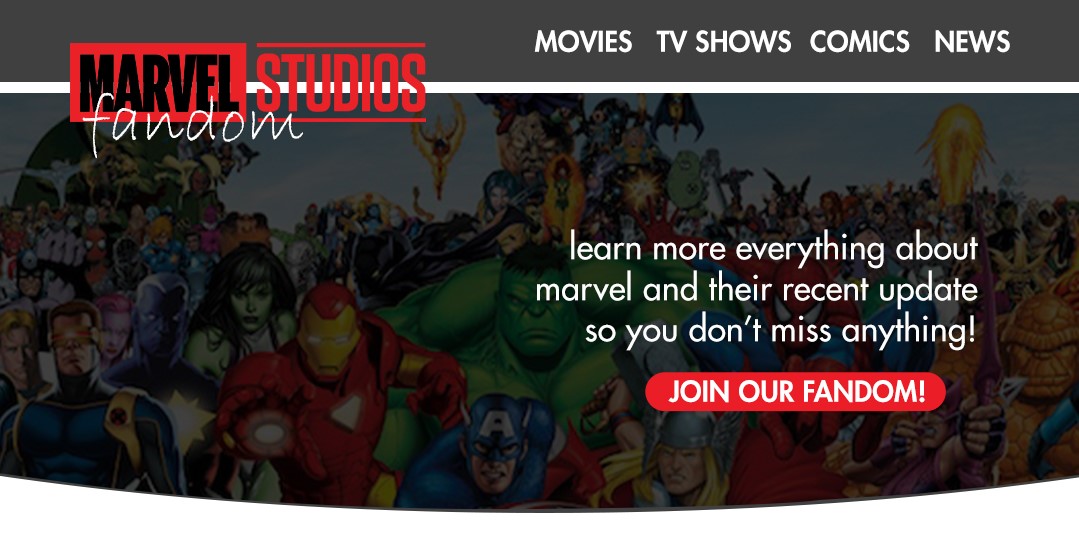 MARVEL STUDIOS
fandom
MOVIES TV SHOWS COMICS NEWS
learn more everything about
marvel and their recent update
so you don't miss anything!
JOIN OUR FANDOM!